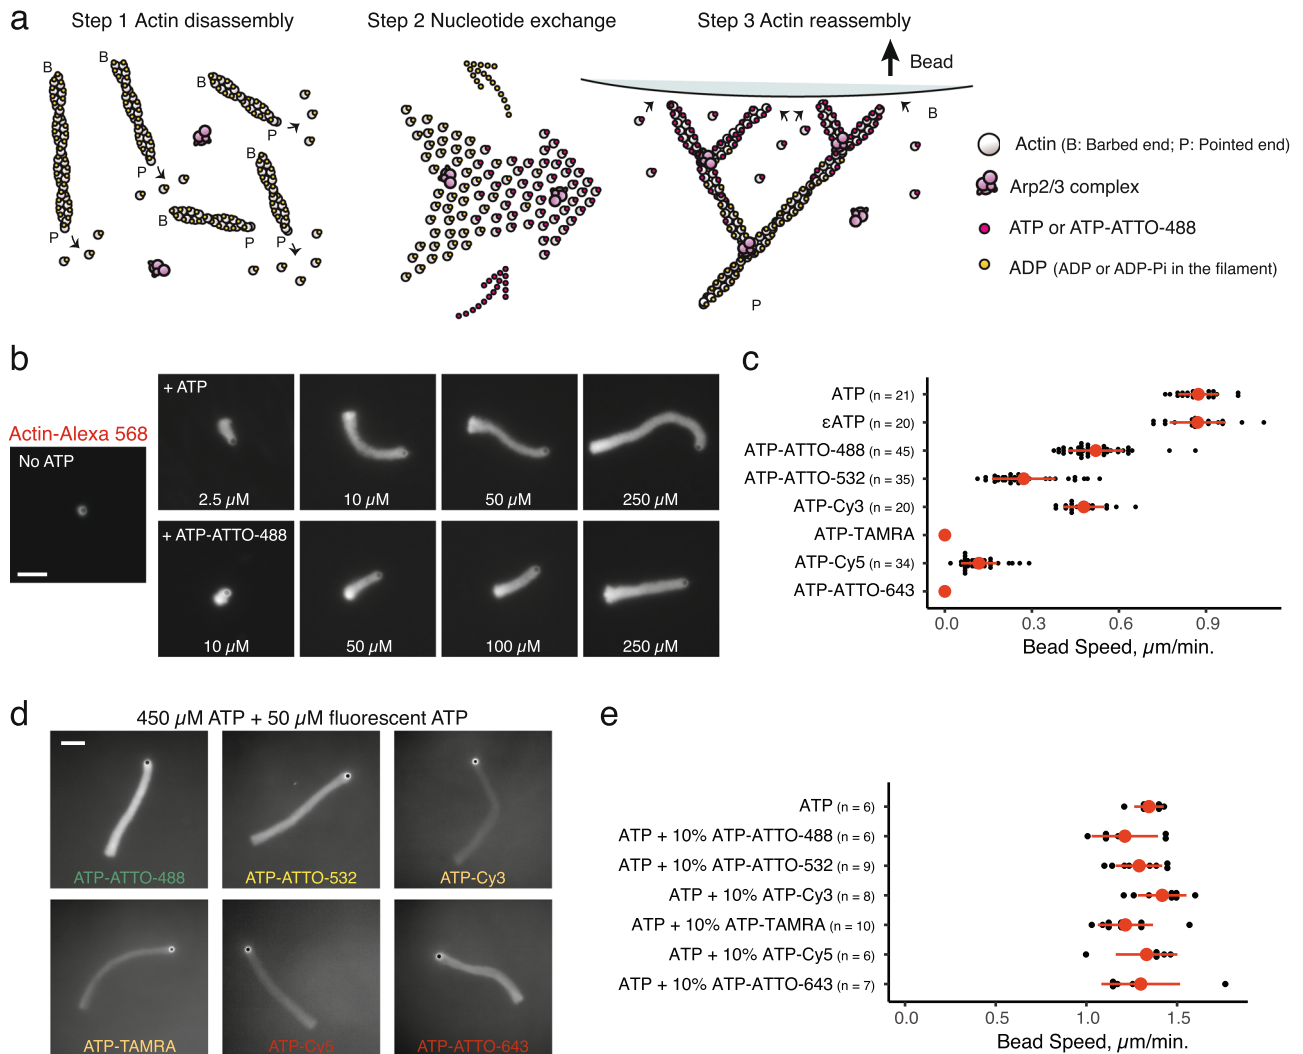 a
Step 1 Actin disassembly
Step 2 Nucleotide exchange
Step 3 Actin reassembly
B
B
B
P
P
B
B
P
P
P
Bead
B
P
Actin (B: Barbed end; P: Pointed end)
Arp2/3 complex
ATP or ATP-ATTO-488
ADP (ADP or ADP-Pi in the filament)
b
Actin-Alexa 568
No ATP
+ ATP
2.5 µM
10 µM
50 µM
250 µM
+ ATP-ATTO-488
10 µM
50 µM
100 µM
250 µM
c
ATP (n = 21)
εATP (n = 20)
ATP-ATTO-488 (n = 45)
ATP-ATTO-532 (n = 35)
ATP-Cy3 (n = 20)
ATP-TAMRA
ATP-Cy5 (n = 34)
ATP-ATTO-643
0.0 0.3 0.6 0.9
Bead Speed, µm/min.
d
450 µM ATP + 50 µM fluorescent ATP
ATP-ATTO-488
ATP-ATTO-532
ATP-Cy3
ATP-TAMRA
ATP-Cy5
ATP-ATTO-643
e
ATP (n = 6)
ATP + 10% ATP-ATTO-488 (n = 6)
ATP + 10% ATP-ATTO-532 (n = 9)
ATP + 10% ATP-Cy3 (n = 8)
ATP + 10% ATP-TAMRA (n = 10)
ATP + 10% ATP-Cy5 (n = 6)
ATP + 10% ATP-ATTO-643 (n = 7)
0.0 0.5 1.0 1.5
Bead Speed, µm/min.